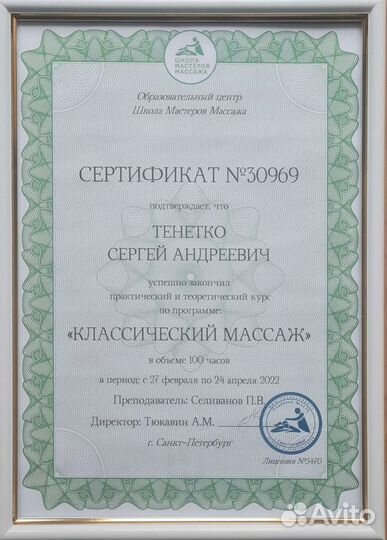 ШКОЛА
МАСТЕРОВ
МАССАЖА
Образовательный центр
Школа Мастеров Массажа
СЕРТИФИКАТ №30969
подтверждает, что
ТЕНЕТКО
СЕРГЕЙ АНДРЕЕВИЧ
успешно закончил
практический и теоретический курс
по программе:
«КЛАССИЧЕСКИЙ МАССАЖ»
в объеме 100 часов
в период: с 27 февраля по 24 апреля 2022
Преподаватель: Селиванов П.В.
Директор: Тюкавин А.М.
г. Санкт-Петербург
Лицензия №3470
Avito